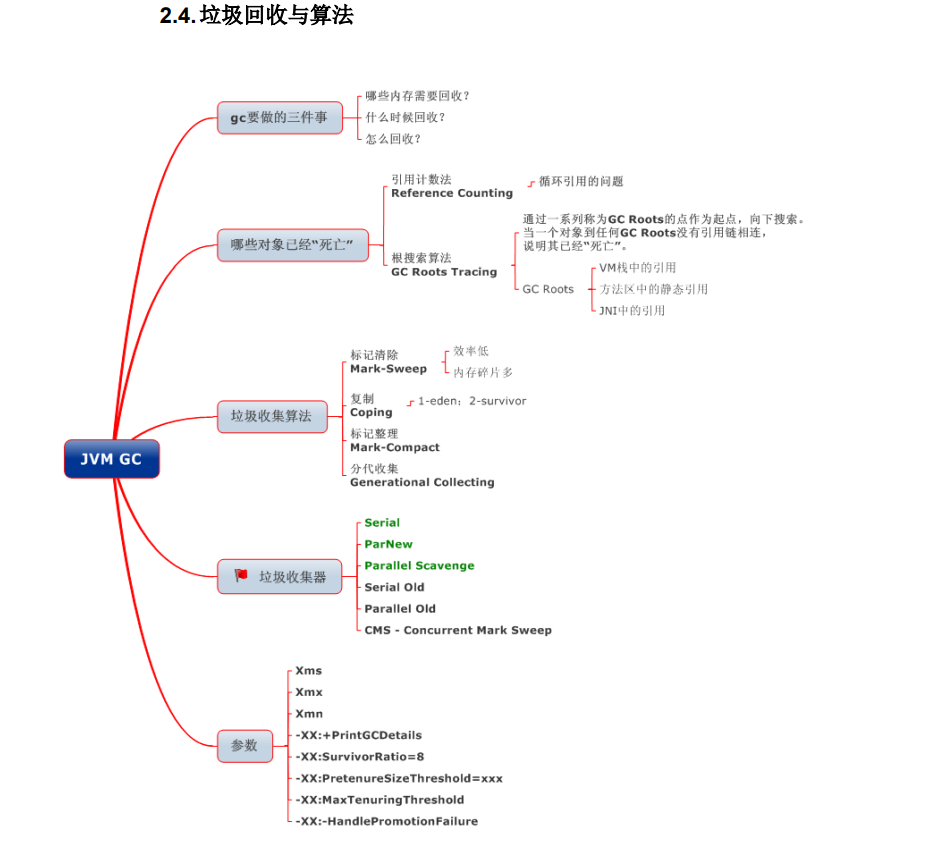 2.4. 垃圾回收与算法
gc要做的三件事
哪些内存需要回收？
什么时候回收？
怎么回收？
哪些对象已经“死亡”
引用计数法
Reference Counting
循环引用的问题
根搜索算法
GC Roots Tracing
通过一系列称为GC Roots的点作为起点，向下搜索。
当一个对象到任何GC Roots没有引用链相连，
说明其已经“死亡”。
GC Roots
VM栈中的引用
方法区中的静态引用
JNI中的引用
垃圾收集算法
标记清除
Mark-Sweep
效率低
内存碎片多
复制
Coping
1-eden；2-survivor
标记整理
Mark-Compact
分代收集
Generational Collecting
JVM GC
垃圾收集器
Serial
ParNew
Parallel Scavenge
Serial Old
Parallel Old
CMS - Concurrent Mark Sweep
参数
Xms
Xmx
Xmn
-XX:+PrintGCDetails
-XX:SurvivorRatio=8
-XX:PretenureSizeThreshold=xxx
-XX:MaxTenuringThreshold
-XX:-HandlePromotionFailure